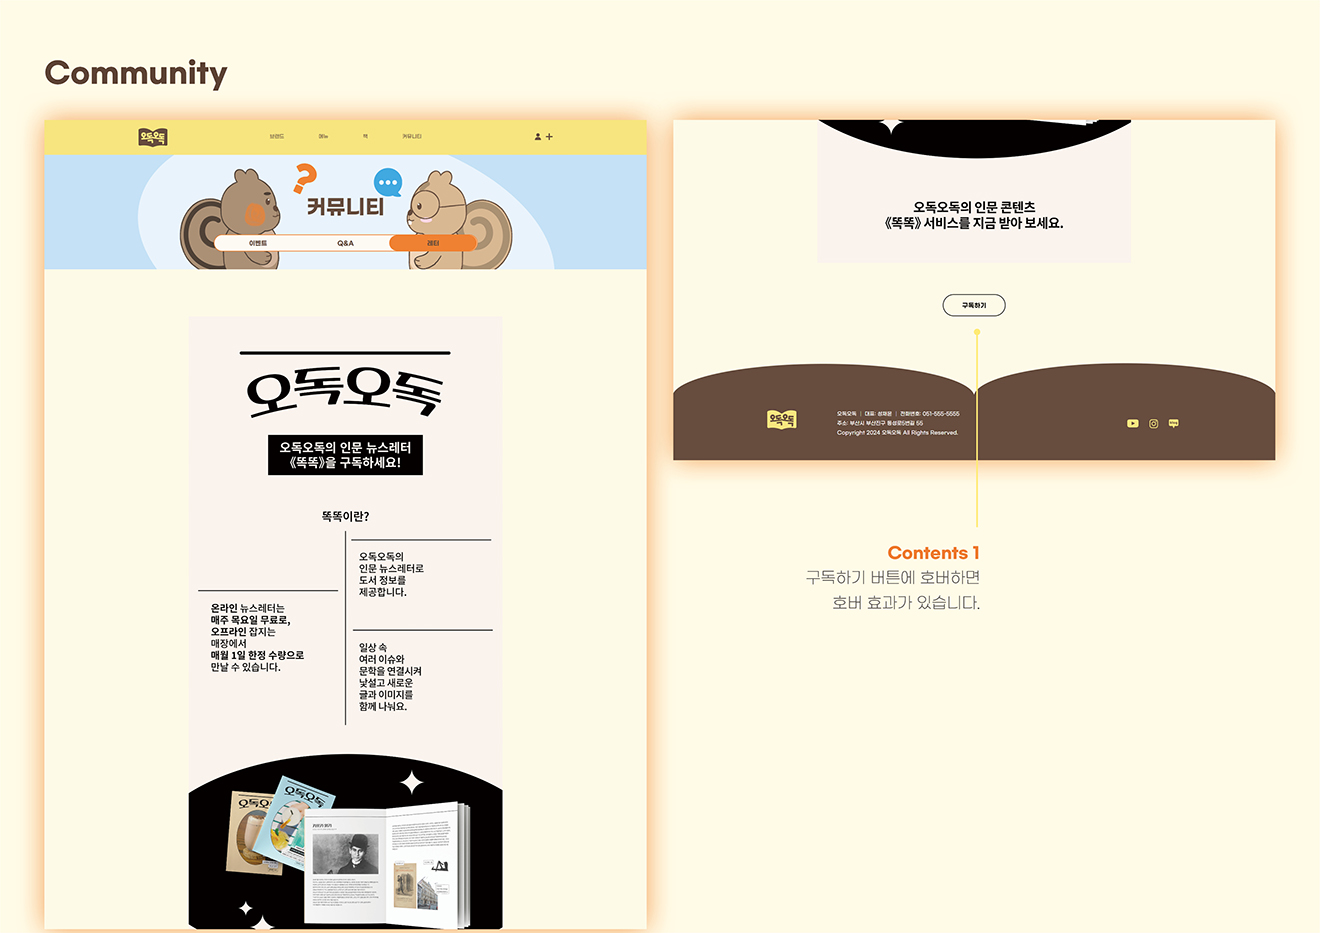 Community
오독오독
브랜드
메뉴
책
커뮤니티
?
커뮤니티
이벤트
Q&A
레터
오독오독
오독오독의 인문 뉴스레터
《똑똑》을 구독하세요!
똑똑이란?
오독오독의
인문 뉴스레터로
도서 정보를
제공합니다.
온라인 뉴스레터는
매주 목요일 무료로,
오프라인 잡지는
매장에서
매월 1일 한정 수량으로
만날 수 있습니다.
일상 속
여러 이슈와
문학을 연결시켜
낯설고 새로운
글과 이미지를
함께 나눠요.
오독오독
오독오독의 인문 콘텐츠
《똑똑》 서비스를 지금 받아 보세요.
구독하기
오독오독
오독오독 | 대표: 성채윤 | 전화번호: 051-555-5555
주소: 부산시 부산진구 동성로5번길 55
Copyright 2024 오독오독 All Rights Reserved.
Contents 1
구독하기 버튼에 호버하면
호버 효과가 있습니다.